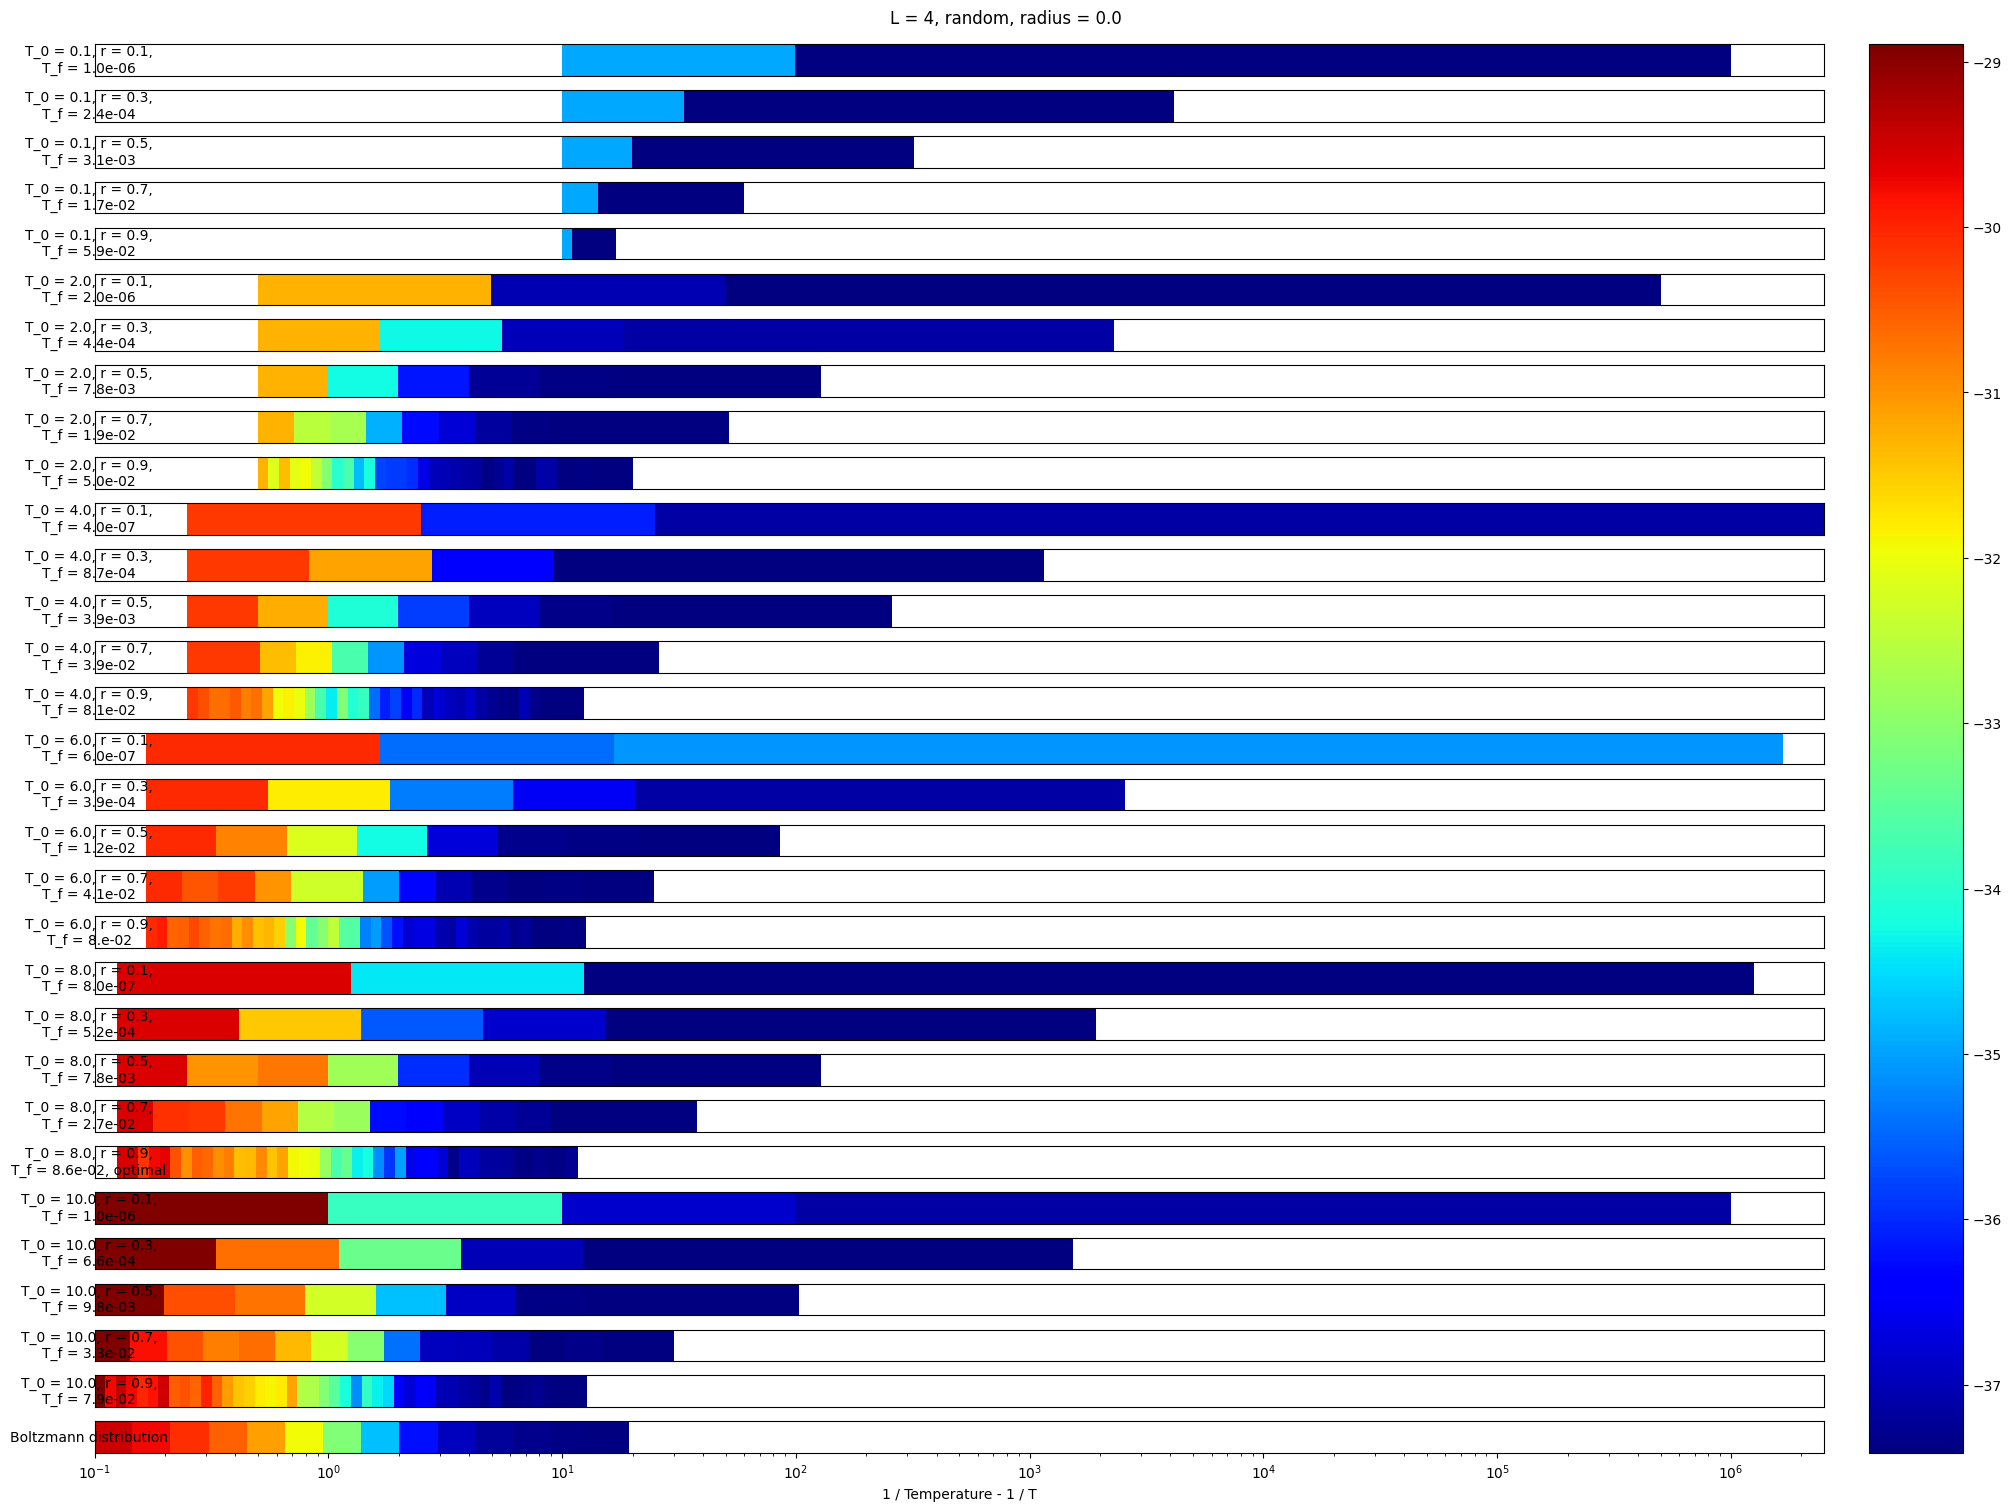 L = 4, random, radius = 0.0
T_0 = 0.1, r = 0.1,
T_f = 1.0e-06
T_0 = 0.1, r = 0.3,
T_f = 2.4e-04
T_0 = 0.1, r = 0.5,
T_f = 3.1e-03
T_0 = 0.1, r = 0.7,
T_f = 1.7e-02
T_0 = 0.1, r = 0.9,
T_f = 5.9e-02
T_0 = 2.0, r = 0.1,
T_f = 2.0e-06
T_0 = 2.0, r = 0.3,
T_f = 4.4e-04
T_0 = 2.0, r = 0.5,
T_f = 7.8e-03
T_0 = 2.0, r = 0.7,
T_f = 1.9e-02
T_0 = 2.0, r = 0.9,
T_f = 5.0e-02
T_0 = 4.0, r = 0.1,
T_f = 4.0e-07
T_0 = 4.0, r = 0.3,
T_f = 8.7e-04
T_0 = 4.0, r = 0.5,
T_f = 3.9e-03
T_0 = 4.0, r = 0.7,
T_f = 3.9e-02
T_0 = 4.0, r = 0.9,
T_f = 8.1e-02
T_0 = 6.0, r = 0.1,
T_f = 6.0e-07
T_0 = 6.0, r = 0.3,
T_f = 3.9e-04
T_0 = 6.0, r = 0.5,
T_f = 1.2e-02
T_0 = 6.0, r = 0.7,
T_f = 4.1e-02
T_0 = 6.0, r = 0.9,
T_f = 8.e-02
T_0 = 8.0, r = 0.1,
T_f = 8.0e-07
T_0 = 8.0, r = 0.3,
T_f = 5.2e-04
T_0 = 8.0, r = 0.5,
T_f = 7.8e-03
T_0 = 8.0, r = 0.7,
T_f = 2.7e-02
T_0 = 8.0, r = 0.9,
T_f = 8.6e-02, optimal
T_0 = 10.0, r = 0.1,
T_f = 1.0e-06
T_0 = 10.0, r = 0.3,
T_f = 6.6e-04
T_0 = 10.0, r = 0.5,
T_f = 9.8e-03
T_0 = 10.0, r = 0.7,
T_f = 3.3e-02
T_0 = 10.0, r = 0.9,
T_f = 7.9e-02
Boltzmann distribution
10⁻¹ 10⁰ 10¹ 10² 10³ 10⁴ 10⁵ 10⁶
1 / Temperature - 1 / T
−29
−30
−31
−32
−33
−34
−35
−36
−37